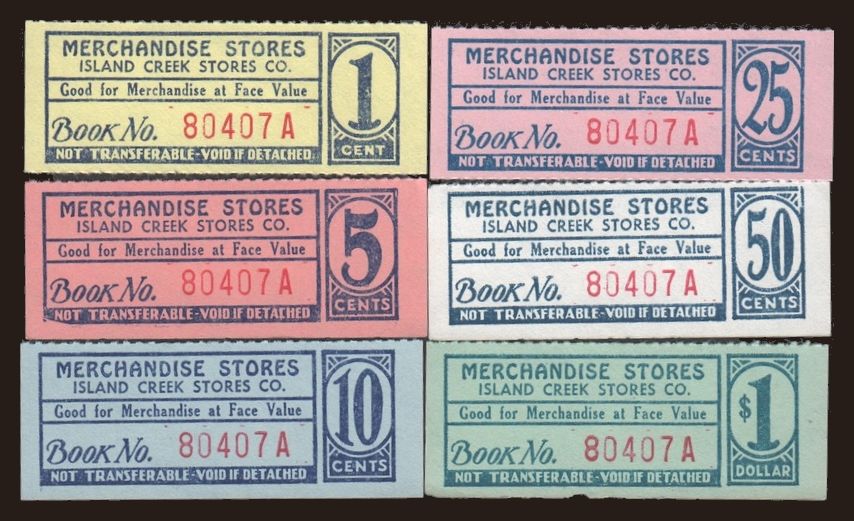 MERCHANDISE STORES
ISLAND CREEK STORES CO.
Good for Merchandise at Face Value
Book No. 80407A
NOT TRANSFERABLE-VOID IF DETACHED
1
CENT
MERCHANDISE STORES
ISLAND CREEK STORES CO.
Good for Merchandise at Face Value
Book No. 80407A
NOT TRANSFERABLE-VOID IF DETACHED
25
CENTS
MERCHANDISE STORES
ISLAND CREEK STORES CO.
Good for Merchandise at Face Value
Book No. 80407A
NOT TRANSFERABLE-VOID IF DETACHED
5
CENTS
MERCHANDISE STORES
ISLAND CREEK STORES CO.
Good for Merchandise at Face Value
Book No. 80407A
NOT TRANSFERABLE-VOID IF DETACHED
50
CENTS
MERCHANDISE STORES
ISLAND CREEK STORES CO.
Good for Merchandise at Face Value
Book No. 80407A
NOT TRANSFERABLE-VOID IF DETACHED
10
CENTS
MERCHANDISE STORES
ISLAND CREEK STORES CO.
Good for Merchandise at Face Value
Book No. 80407A
NOT TRANSFERABLE-VOID IF DETACHED
$1
DOLLAR